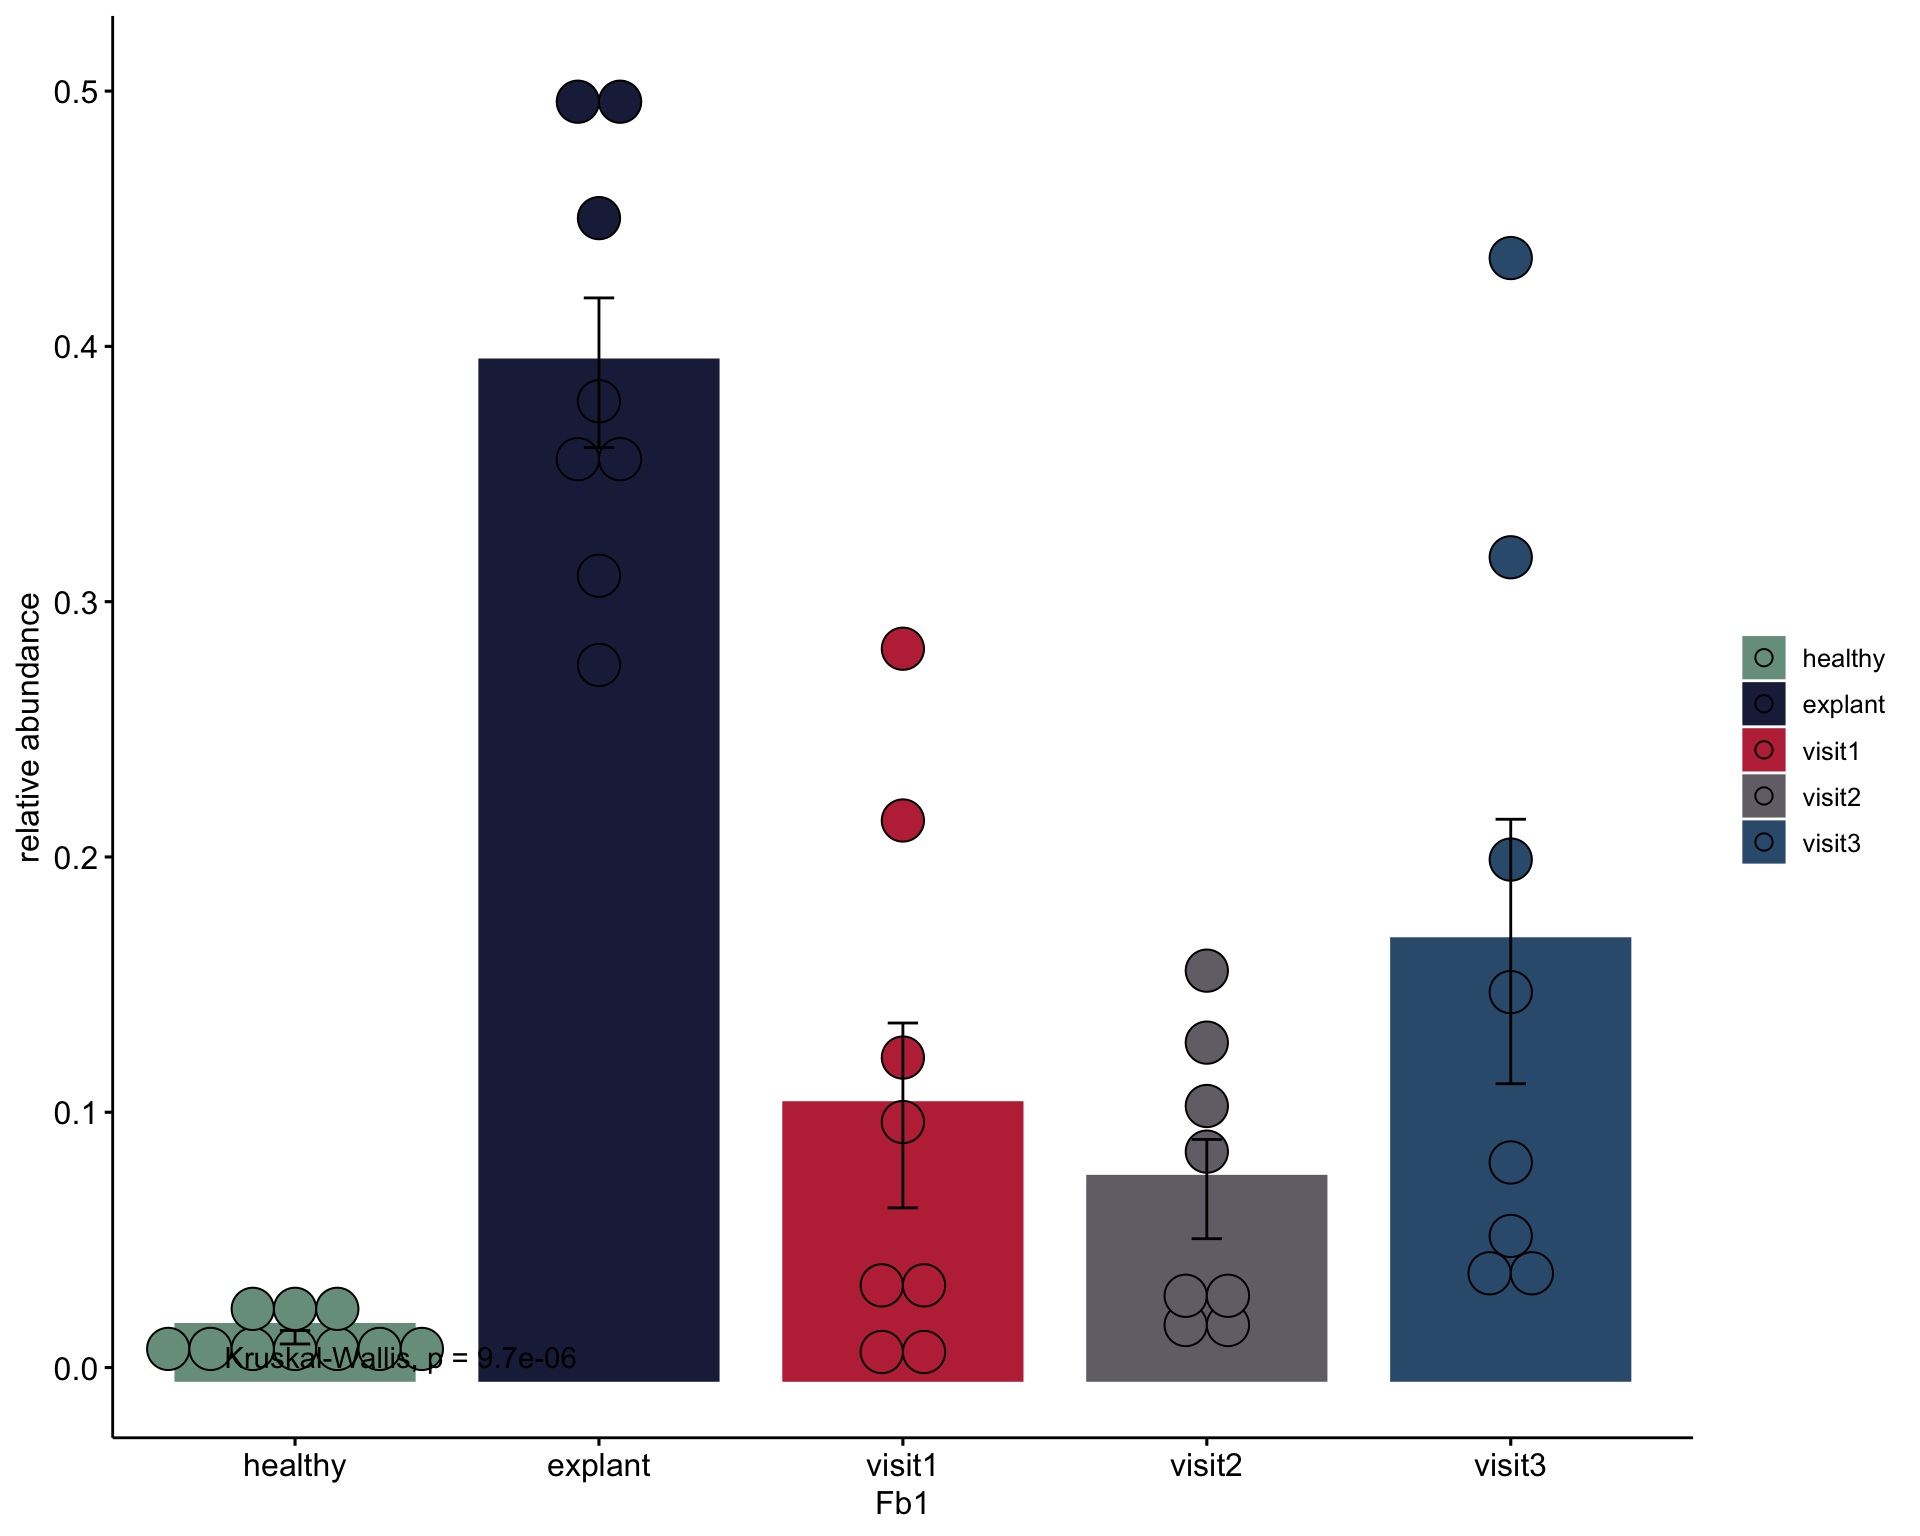 0.5
0.4
0.3
0.2
0.1
0.0
relative abundance
Kruskal-Wallis, p = 9.7e-06
healthy explant visit1 visit2 visit3
Fb1
healthy
explant
visit1
visit2
visit3